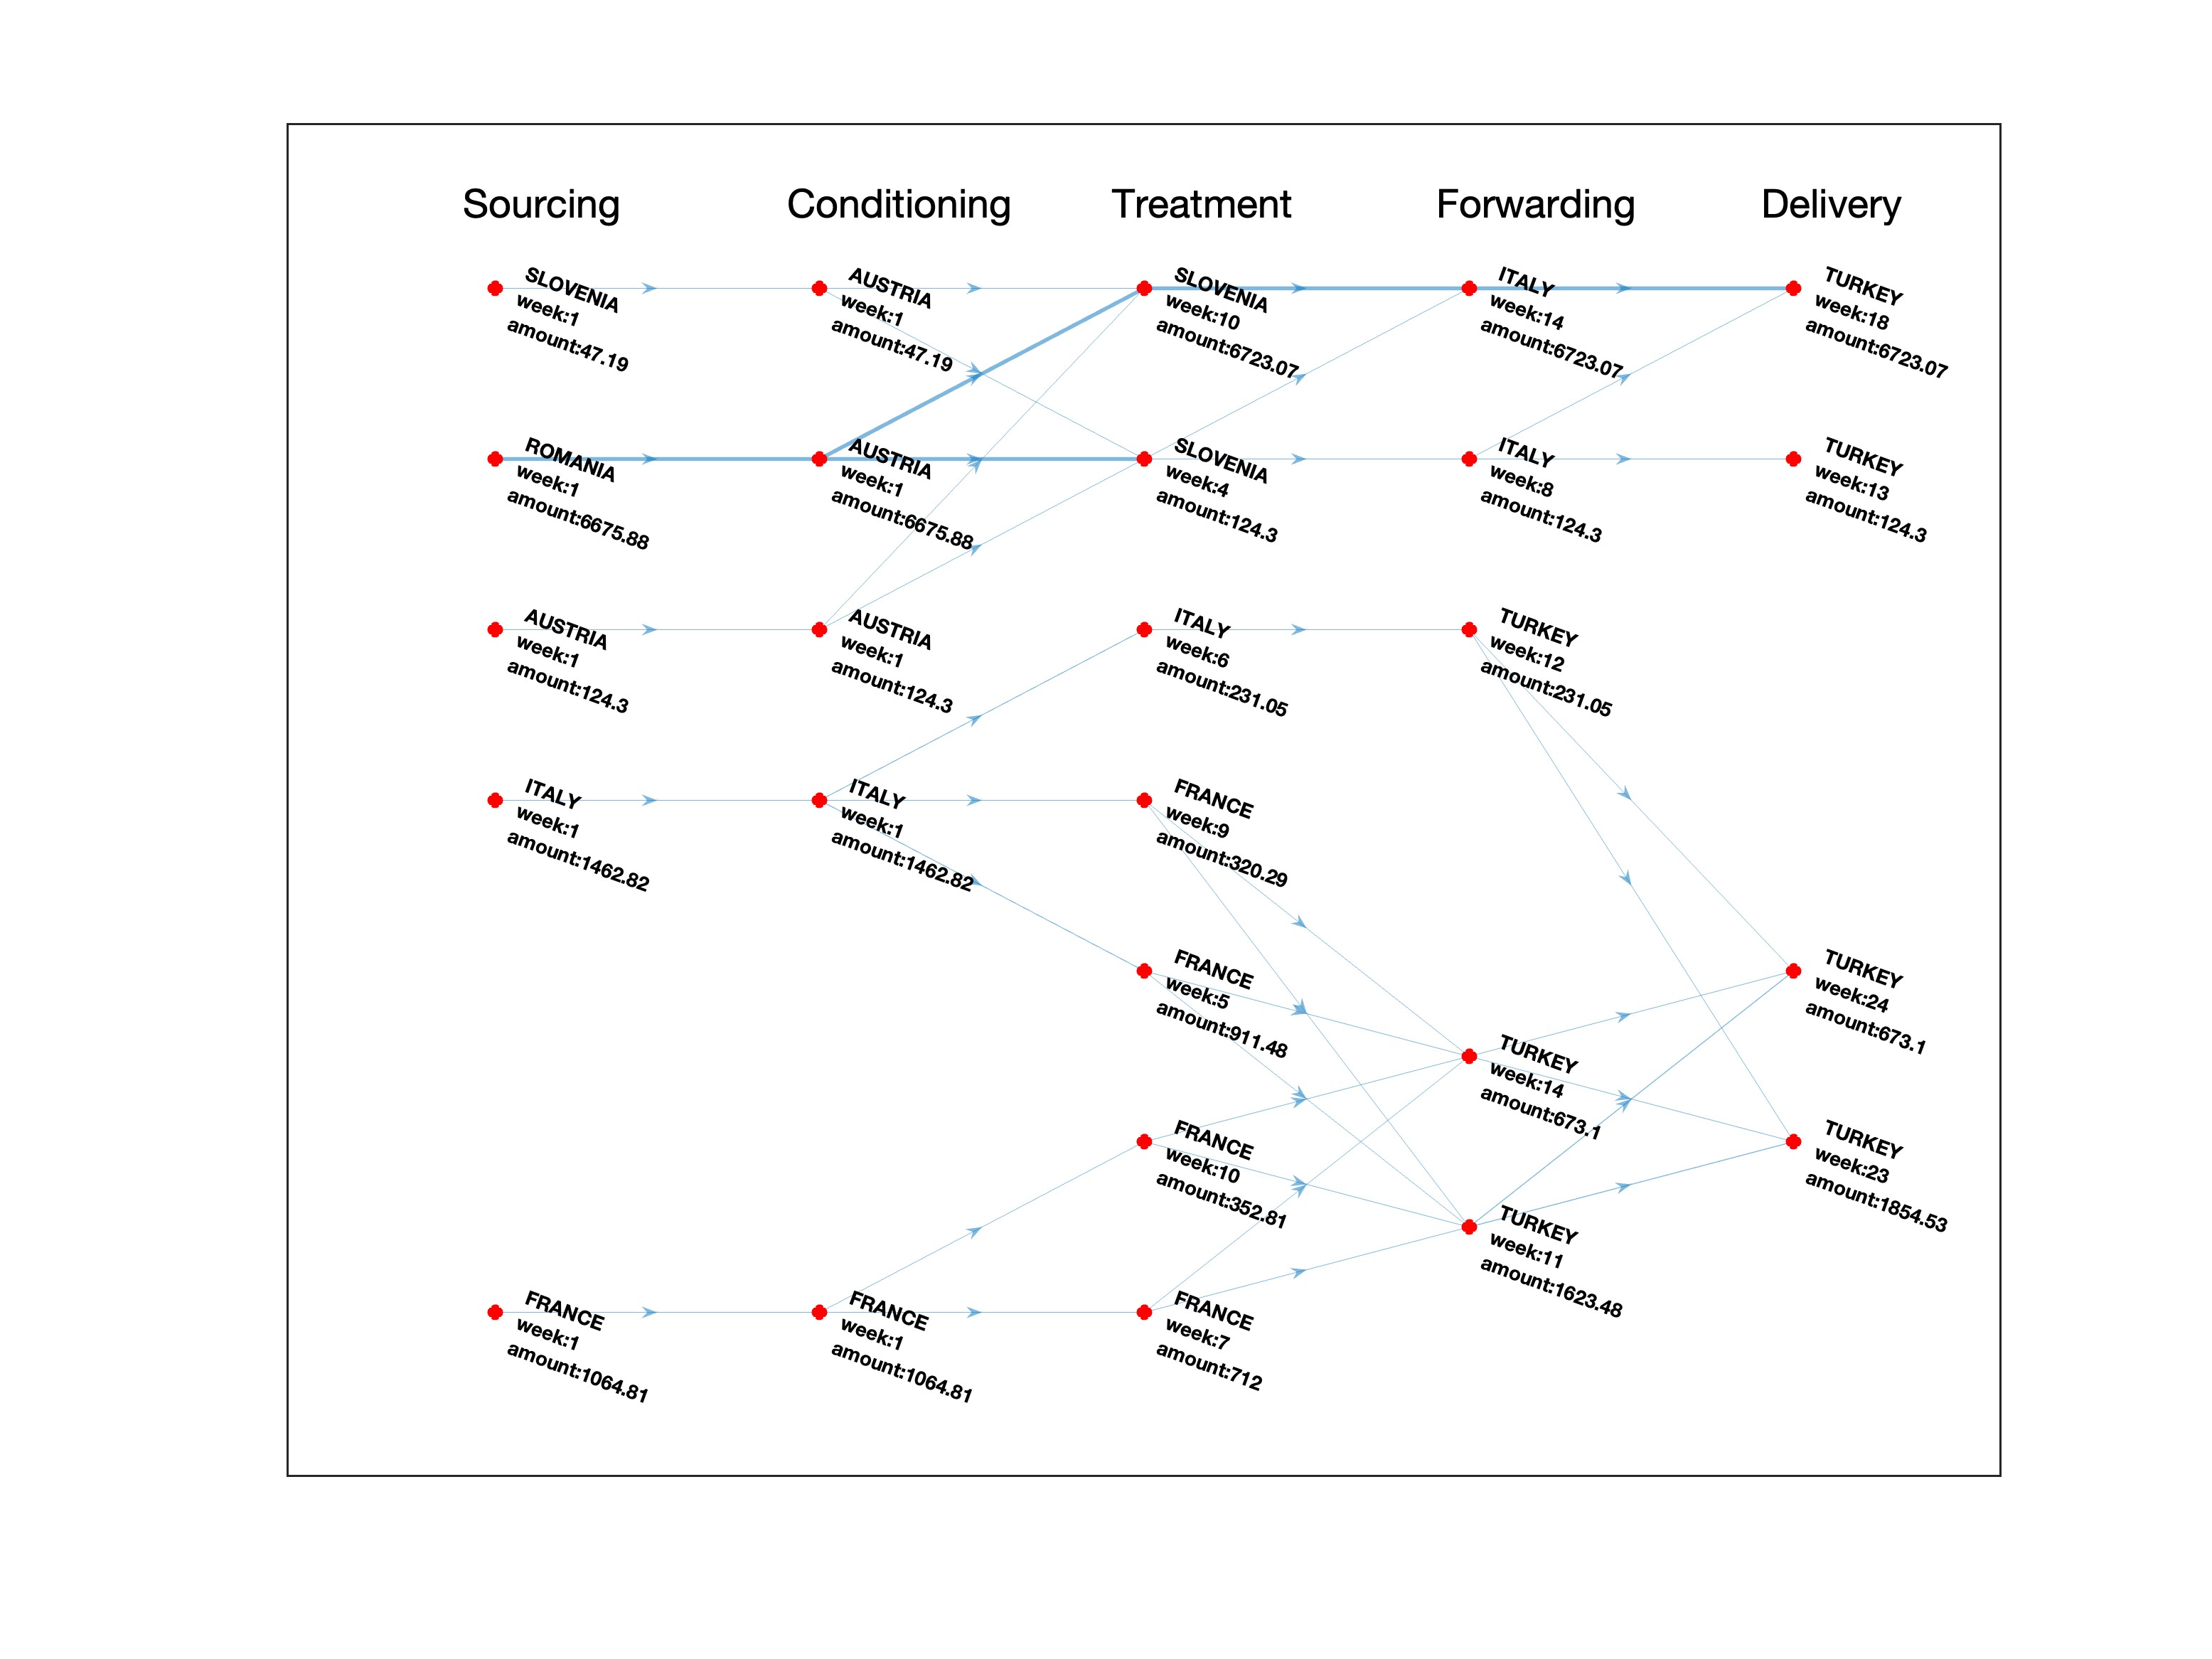 Sourcing
Conditioning
Treatment
Forwarding
Delivery
SLOVENIA
week:1
amount:47.19
AUSTRIA
week:1
amount:47.19
SLOVENIA
week:10
amount:6723.07
ITALY
week:14
amount:6723.07
TURKEY
week:18
amount:6723.07
ROMANIA
week:1
amount:6675.88
AUSTRIA
week:1
amount:6675.88
SLOVENIA
week:4
amount:124.3
ITALY
week:8
amount:124.3
TURKEY
week:13
amount:124.3
AUSTRIA
week:1
amount:124.3
AUSTRIA
week:1
amount:124.3
ITALY
week:6
amount:231.05
TURKEY
week:12
amount:231.05
ITALY
week:1
amount:1462.82
ITALY
week:1
amount:1462.82
FRANCE
week:9
amount:320.29
FRANCE
week:5
amount:911.48
TURKEY
week:24
amount:673.1
TURKEY
week:14
amount:673.1
FRANCE
week:10
amount:352.81
TURKEY
week:23
amount:1854.53
TURKEY
week:11
amount:1623.48
FRANCE
week:1
amount:1064.81
FRANCE
week:1
amount:1064.81
FRANCE
week:7
amount:712